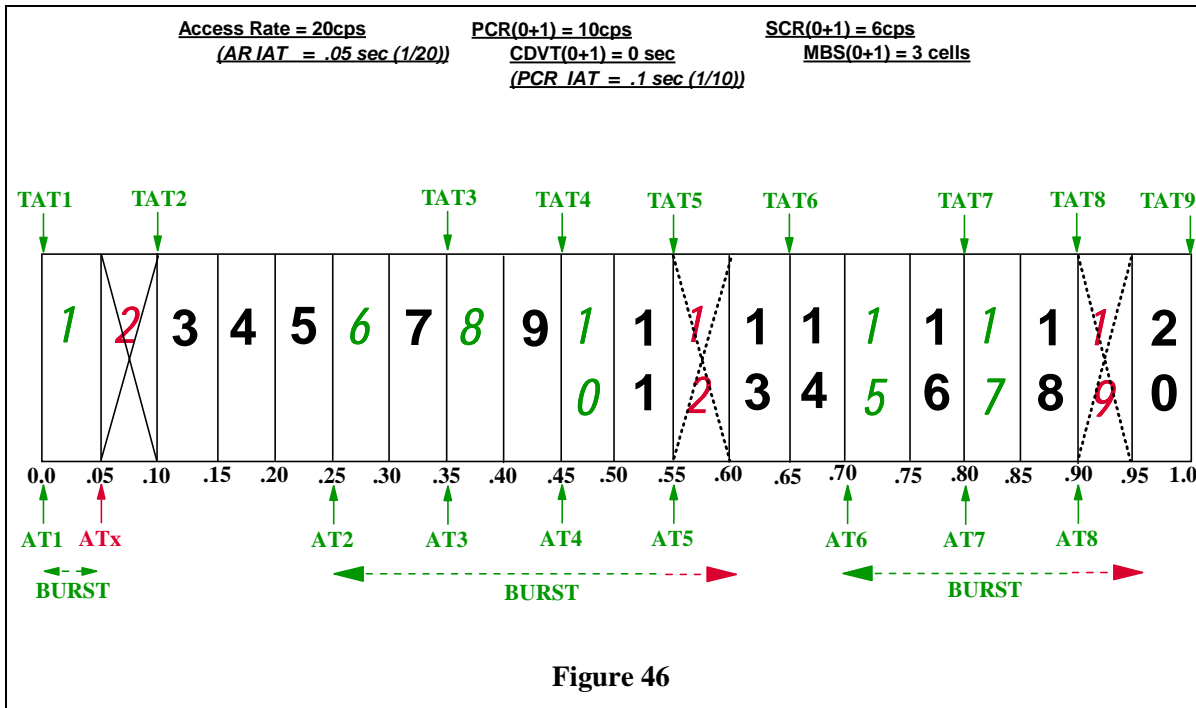 Access Rate = 20cps PCR(0+1) = 10cps SCR(0+1) = 6cps
(AR IAT = .05 sec (1/20)) CDVT(0+1) = 0 sec MBS(0+1) = 3 cells
(PCR IAT = .1 sec (1/10))
TAT1 TAT2 TAT3 TAT4 TAT5 TAT6 TAT7 TAT8 TAT9
1 2 3 4 5 6 7 8 9 1 1 1 1 1 1 1 1 1 1 2
0 1 2 3 4 5 6 7 8 9 0
0.0 .05 .10 .15 .20 .25 .30 .35 .40 .45 .50 .55 .60 .65 .70 .75 .80 .85 .90 .95 1.0
AT1 ATx AT2 AT3 AT4 AT5 AT6 AT7 AT8
BURST BURST BURST
Figure 46